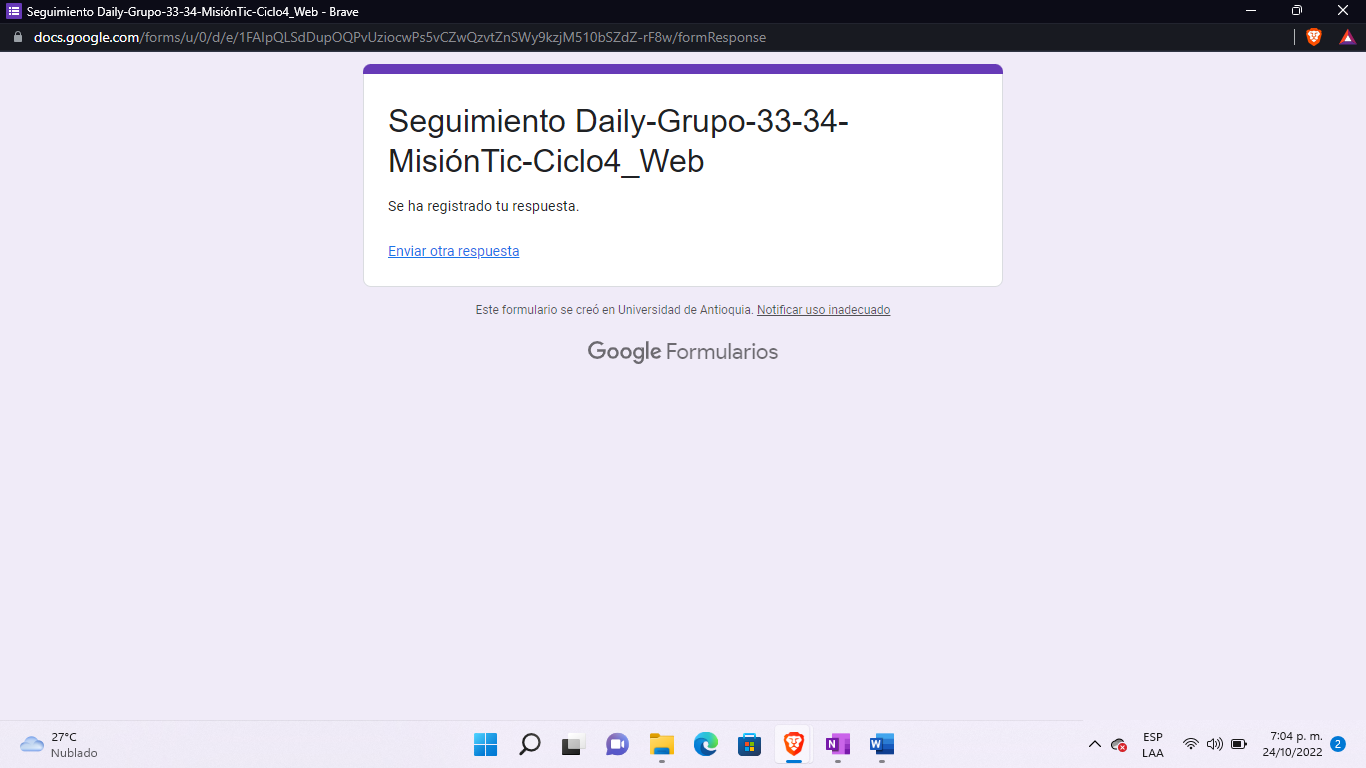 Seguimiento Daily-Grupo-33-34-MisiónTic-Ciclo4_Web - Brave
docs.google.com/forms/u/0/d/e/1FAIpQLSdDupOQPvUziocwPs5vCZwQzvtZnSWy9kzjM510bSZdZ-rF8w/formResponse
Seguimiento Daily-Grupo-33-34-
MisiónTic-Ciclo4_Web
Se ha registrado tu respuesta.
Enviar otra respuesta
Este formulario se creó en Universidad de Antioquia. Notificar uso inadecuado
Google Formularios
27°C
Nublado
ESP
LAA
7:04 p. m.
24/10/2022
2